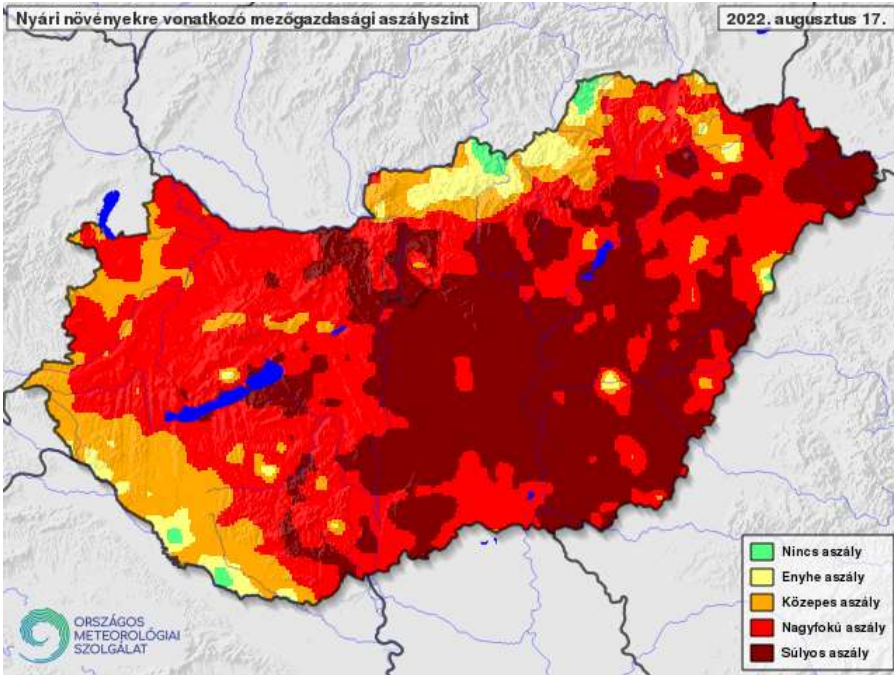 Nyári növényekre vonatkozó mezőgazdasági aszályszint
2022. augusztus 17.
Nincs aszály
Enyhe aszály
Közepes aszály
Nagyfokú aszály
Súlyos aszály
ORSZÁGOS
METEOROLÓGIAI
SZOLGÁLAT